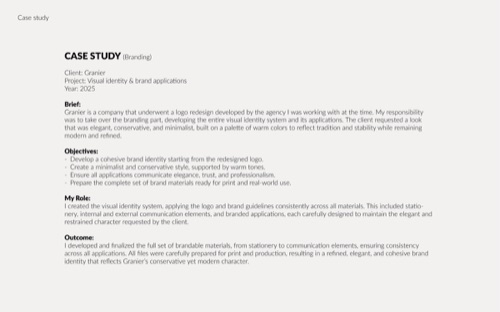 Case study
CASE STUDY (Branding)
Client: Granier
Project: Visual identity & brand applications
Year: 2025
Brief:
Granier is a company that underwent a logo redesign developed by the agency I was working with at the time. My responsibility
was to take over the branding part, developing the entire visual identity system and its applications. The client requested a look
that was elegant, conservative, and minimalist, built on a palette of warm colors to reflect tradition and stability while remaining
modern and refined.
Objectives:
- Develop a cohesive brand identity starting from the redesigned logo.
- Create a minimalist and conservative style, supported by warm tones.
- Ensure all applications communicate elegance, trust, and professionalism.
- Prepare the complete set of brand materials ready for print and real-world use.
My Role:
I created the visual identity system, applying the logo and brand guidelines consistently across all materials. This included statio-
nery, internal and external communication elements, and branded applications, each carefully designed to maintain the elegant and
restrained character requested by the client.
Outcome:
I developed and finalized the full set of brandable materials, from stationery to communication elements, ensuring consistency
across all applications. All files were carefully prepared for print and production, resulting in a refined, elegant, and cohesive brand
identity that reflects Granier's conservative yet modern character.